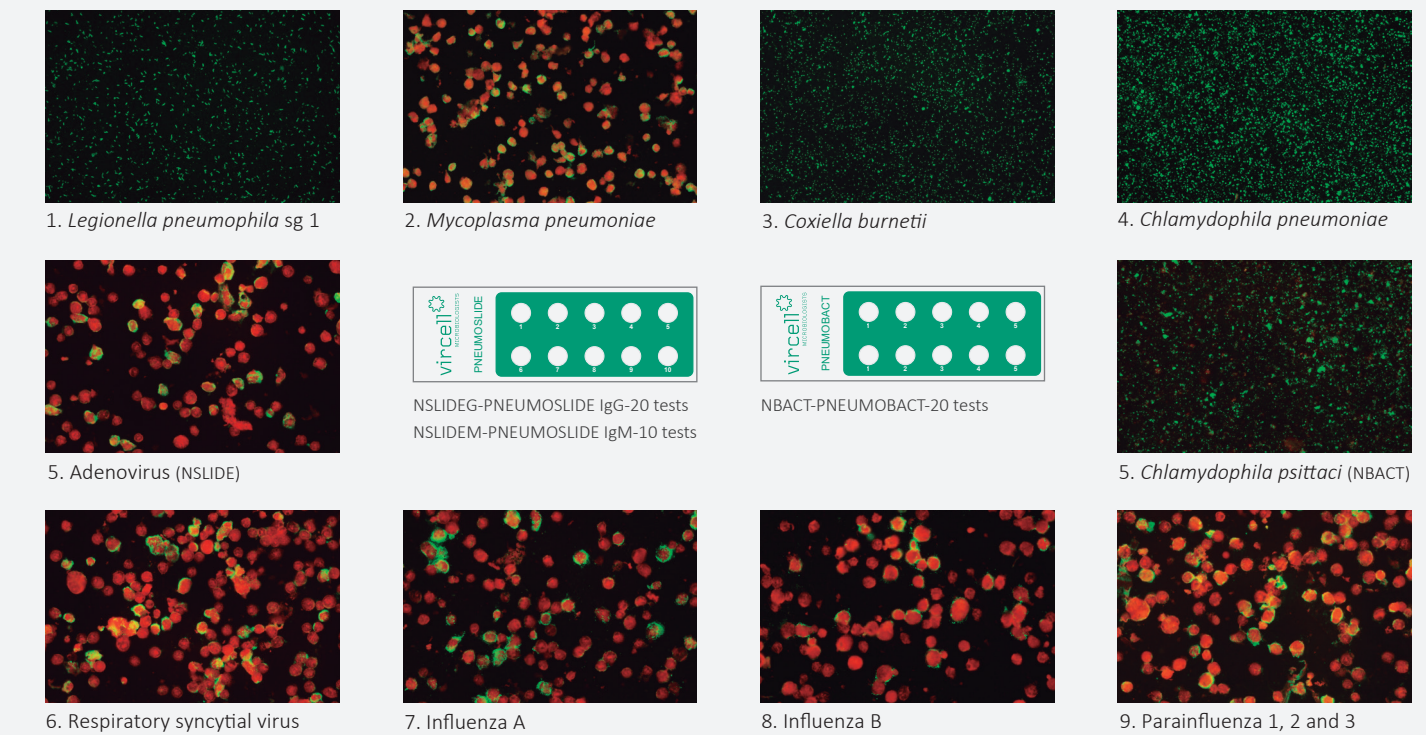 1. Legionella pneumophila sg 1
2. Mycoplasma pneumoniae
3. Coxiella burnetii
4. Chlamydophila pneumoniae
vircell
MICROBIOLOGISTS
PNEUMOSLIDE
1 2 3 4 5
6 7 8 9 10
NSLIDEG-PNEUMOSLIDE IgG-20 tests
NSLIDEM-PNEUMOSLIDE IgM-10 tests
vircell
MICROBIOLOGISTS
PNEUMOBACT
1 2 3 4 5
1 2 3 4 5
NBACT-PNEUMOBACT-20 tests
5. Adenovirus (NSLIDE)
5. Chlamydophila psittaci (NBACT)
6. Respiratory syncytial virus
7. Influenza A
8. Influenza B
9. Parainfluenza 1, 2 and 3